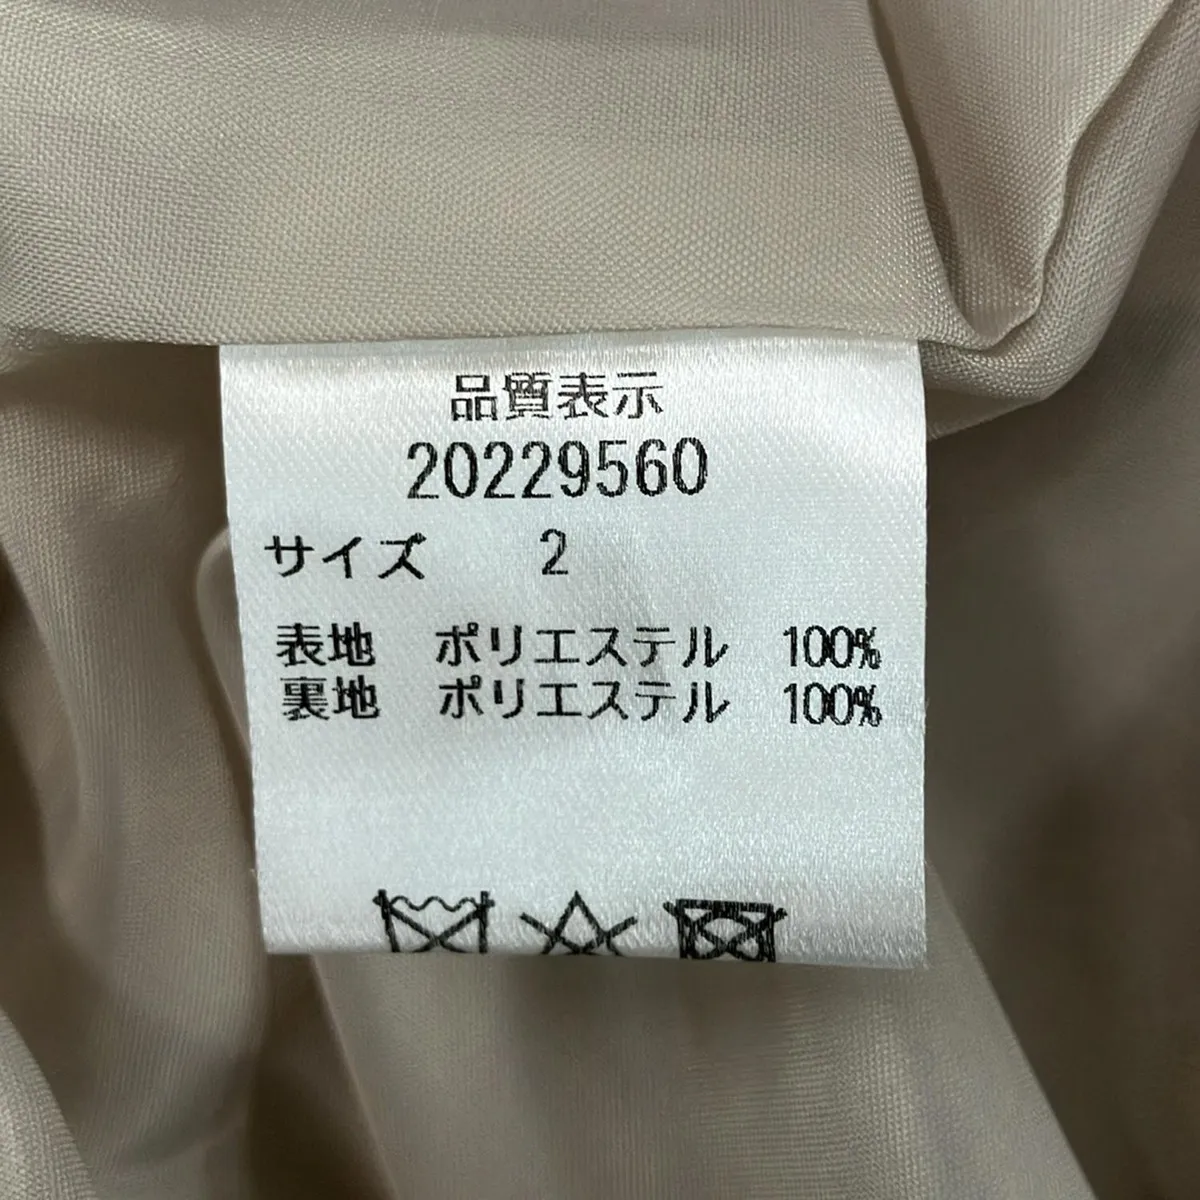 品質表示
20229560
サイズ 2
表地 ポリエステル 100%
裏地 ポリエステル 100%